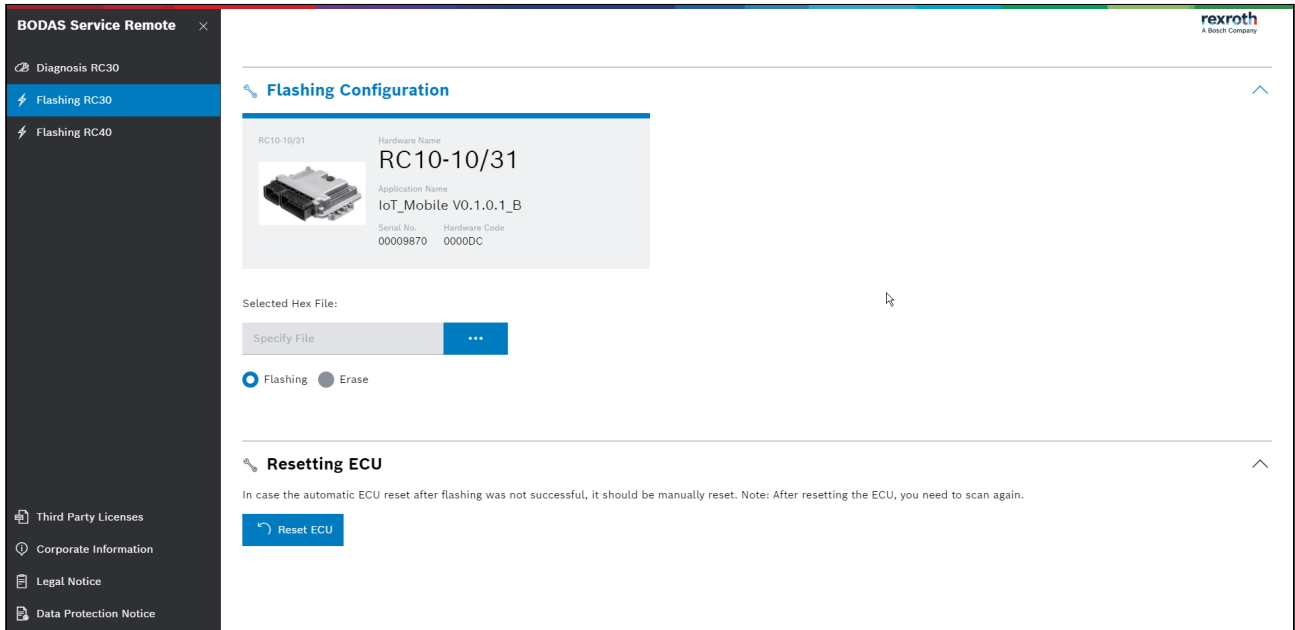 BODAS Service Remote
Diagnosis RC30
Flashing RC30
Flashing RC40
Third Party Licenses
Corporate Information
Legal Notice
Data Protection Notice
rexroth
A Bosch Company
Flashing Configuration
RC10-10/31
Hardware Name
RC10-10/31
Application Name
IoT_Mobile V0.1.0.1_B
Serial No. Hardware Code
00009870 0000DC
Selected Hex File:
Specify File
...
Flashing Erase
Resetting ECU
In case the automatic ECU reset after flashing was not successful, it should be manually reset. Note: After resetting the ECU, you need to scan again.
Reset ECU